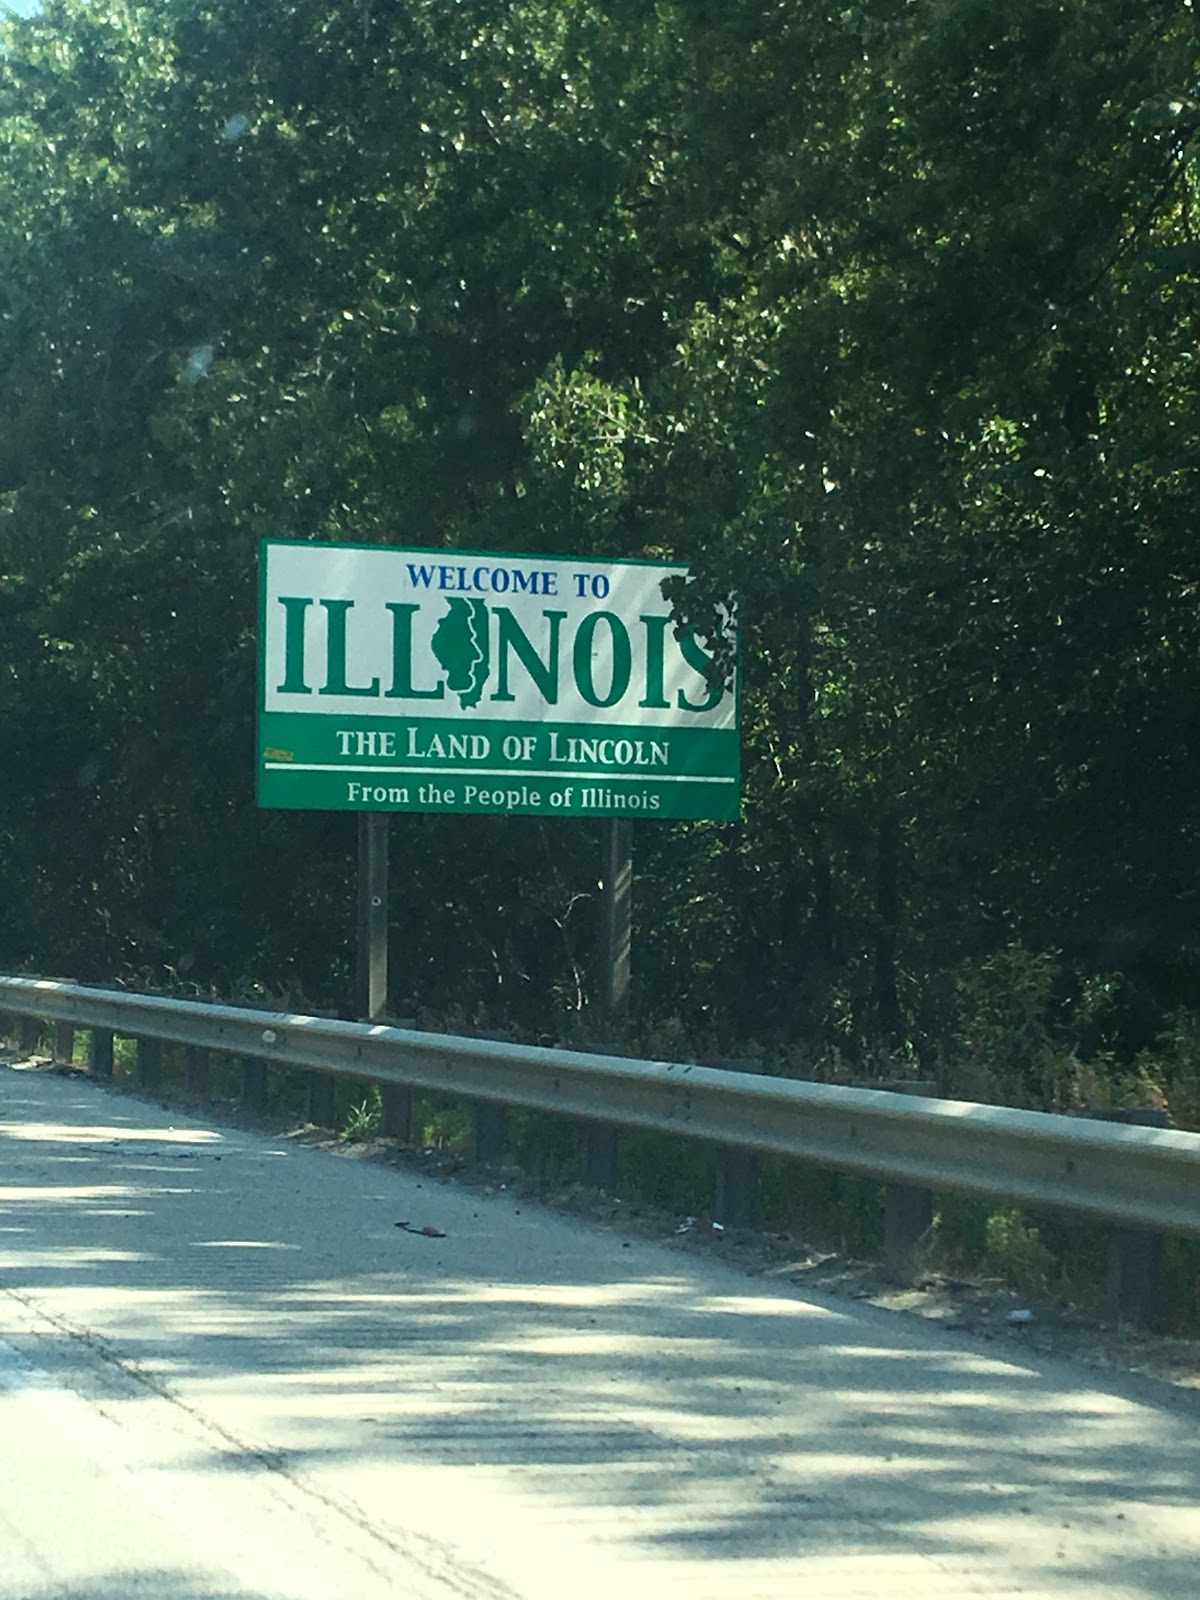 WELCOME TO
ILLINOIS
THE LAND OF LINCOLN
From the People of Illinois